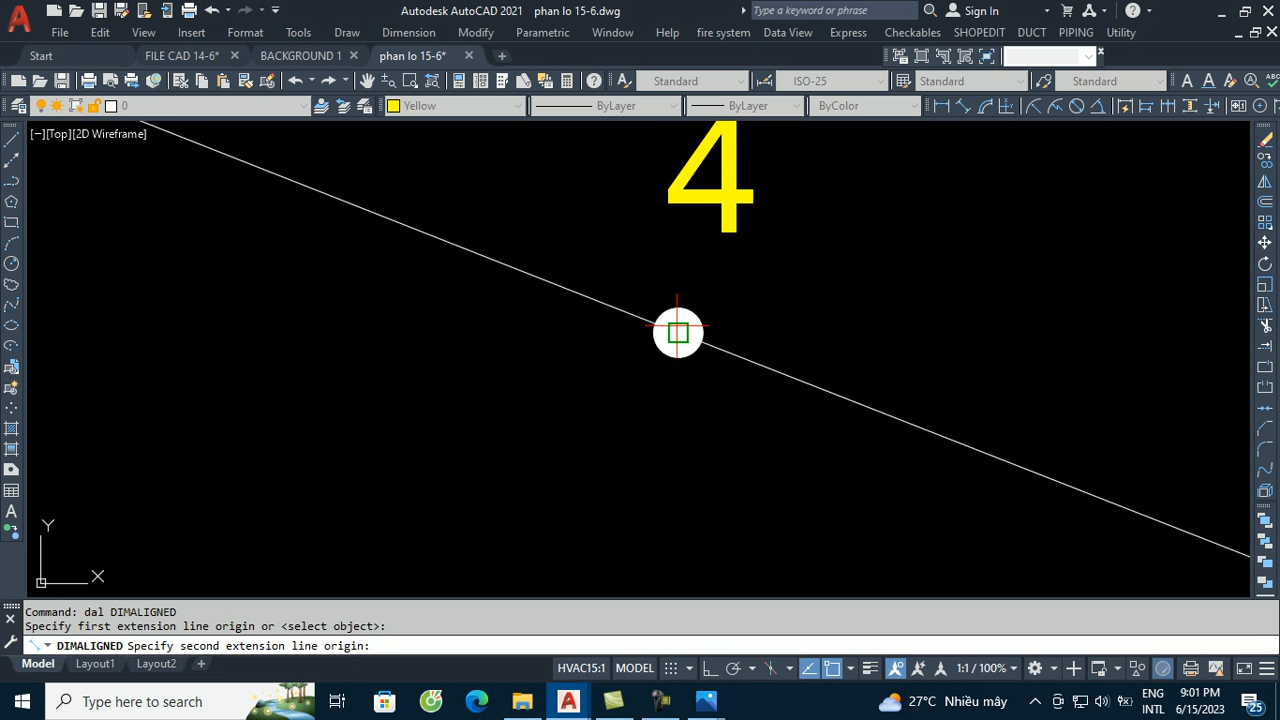 Autodesk AutoCAD 2021 phan lo 15-6.dwg
Type a keyword or phrase
Sign In
File Edit View Insert Format Tools Draw Dimension Modify Parametric Window Help fire system Data View Express Checkables SHOPEDIT DUCT PIPING Utility
Start FILE CAD 14-6* BACKGROUND 1 phan lo 15-6*
Standard ISO-25 Standard Standard
0 Yellow ByLayer ByLayer ByColor
[−][Top][2D Wireframe]
4
Y
X
Command: dal DIMALIGNED
Specify first extension line origin or <select object>:
DIMALIGNED Specify second extension line origin:
Model Layout1 Layout2 +
HVAC15:1 MODEL 1:1 / 100%
Type here to search
27°C Nhiều mây
ENG
INTL
9:01 PM
6/15/2023
25